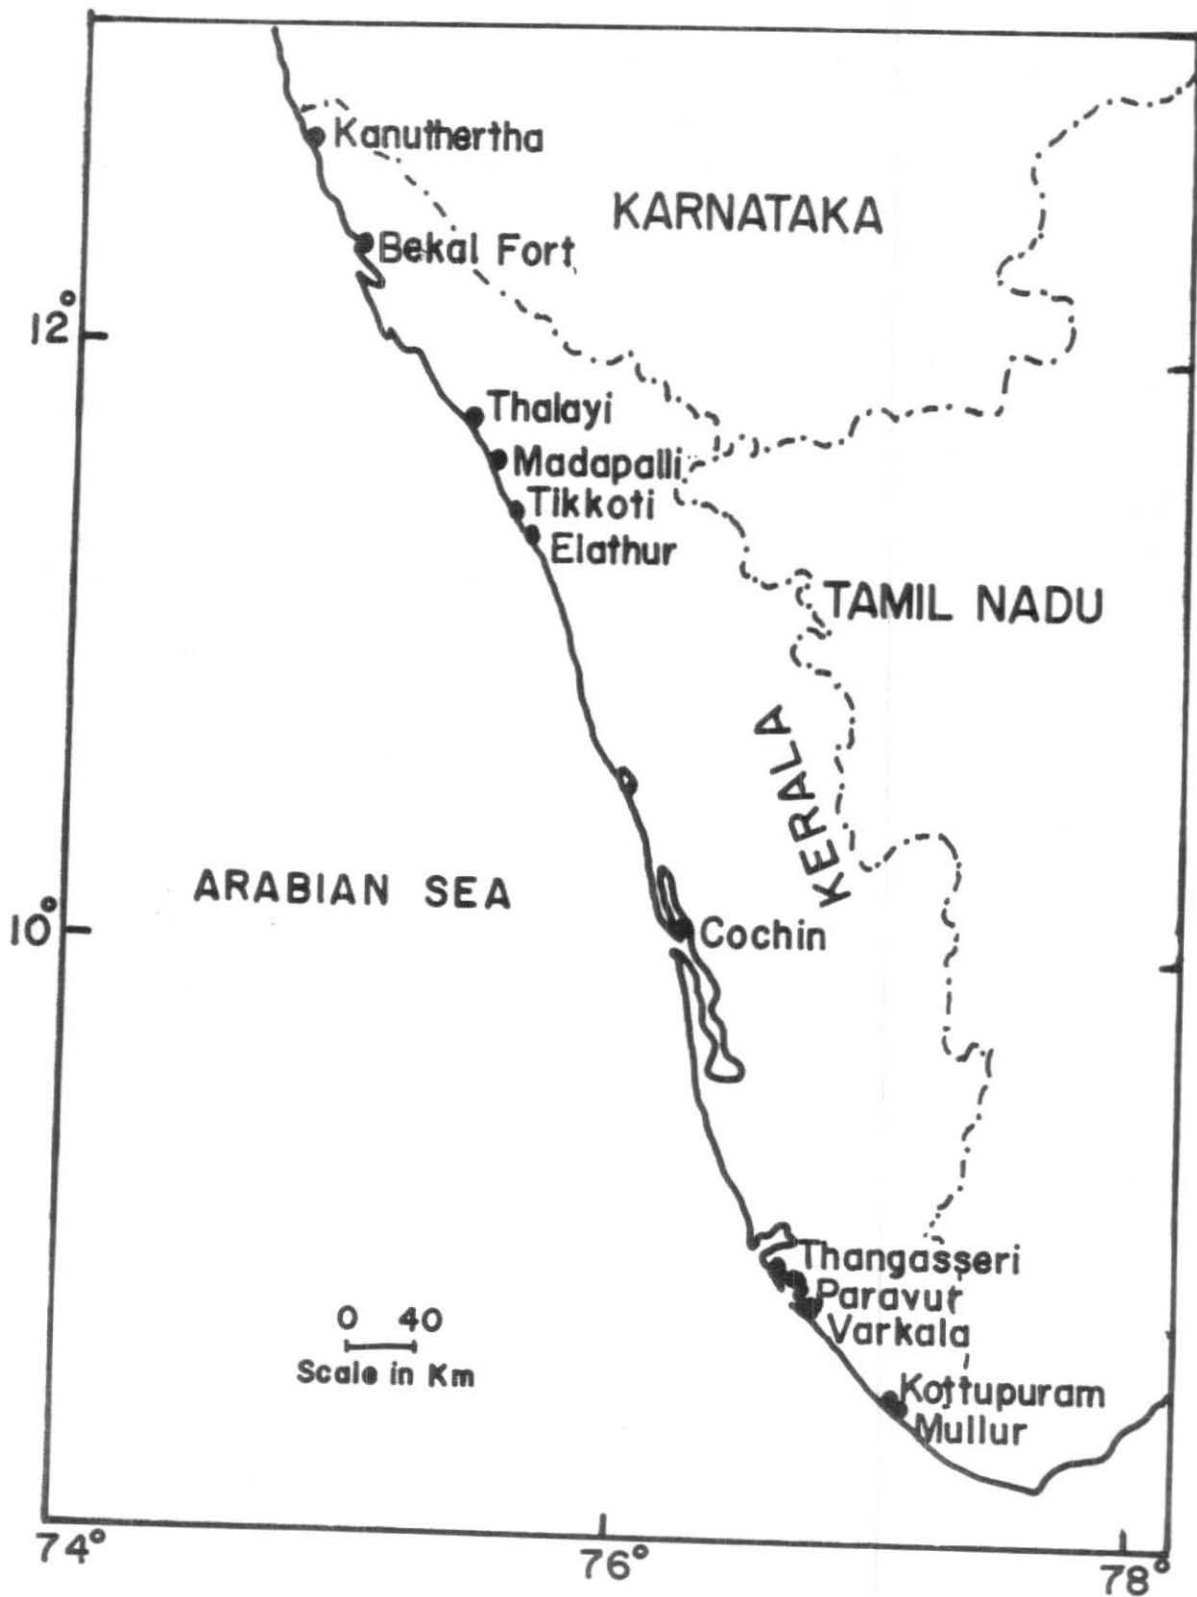 Kanuthertha
KARNATAKA
Bekal Fort
12°
Thalayi
Madapalli
Tikkoti
Elathur
TAMIL NADU
KERALA
ARABIAN SEA
10°
Cochin
Thangasseri
Paravur
Varkala
0 40
Scale in Km
Kottupuram
Mullur
74°
76°
78°